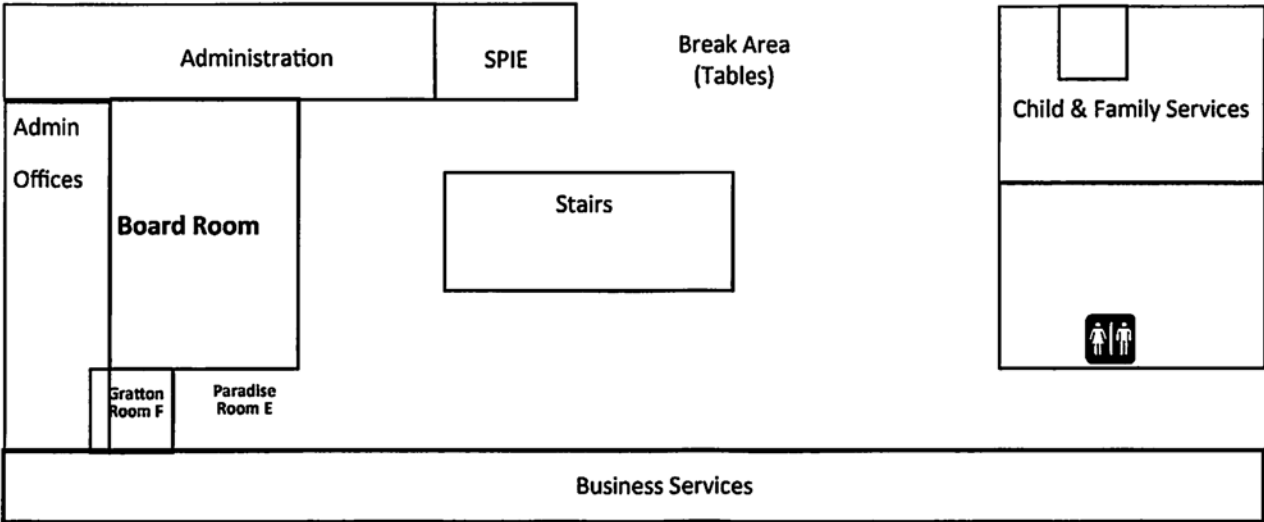 Administration
SPIE
Break Area
(Tables)
Child & Family Services
Admin
Offices
Board Room
Stairs
Gratton
Room F
Paradise
Room E
Business Services